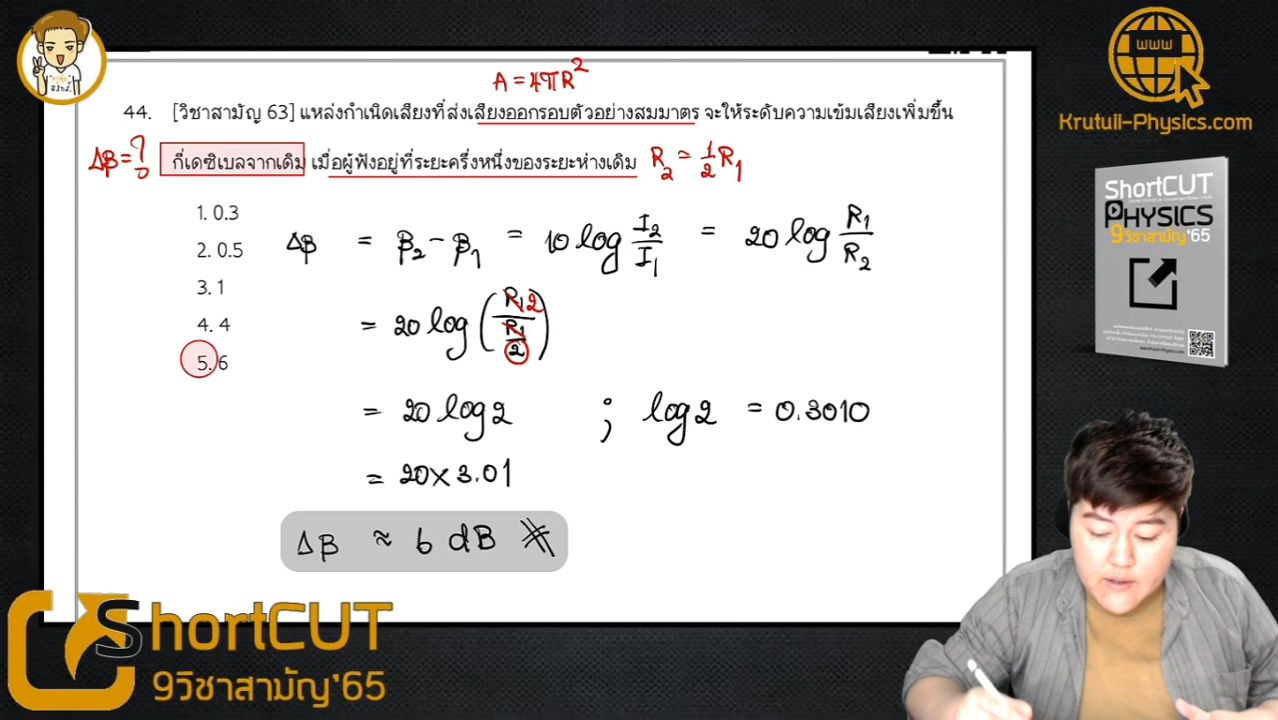 A = 4πR²
44. [วิชาสามัญ 63] แหล่งกำเนิดเสียงที่ส่งเสียงออกรอบตัวอย่างสมมาตร จะให้ระดับความเข้มเสียงเพิ่มขึ้น
Δβ = ? กี่เดซิเบลจากเดิม เมื่อผู้ฟังอยู่ที่ระยะครึ่งหนึ่งของระยะห่างเดิม R₂ = ½R₁
1. 0.3
2. 0.5
3. 1
4. 4
5. 6
Δβ = β₂ - β₁ = 10 log I₂/I₁ = 20 log R₁/R₂
= 20 log (R₁2/R₁/2)
= 20 log 2 ; log 2 = 0.3010
= 20 × 3.01
Δβ ≈ 6 dB
www
Krutuii-Physics.com
ShortCUT
PHYSICS
9วิชาสามัญ'65
ShortCUT
9วิชาสามัญ'65